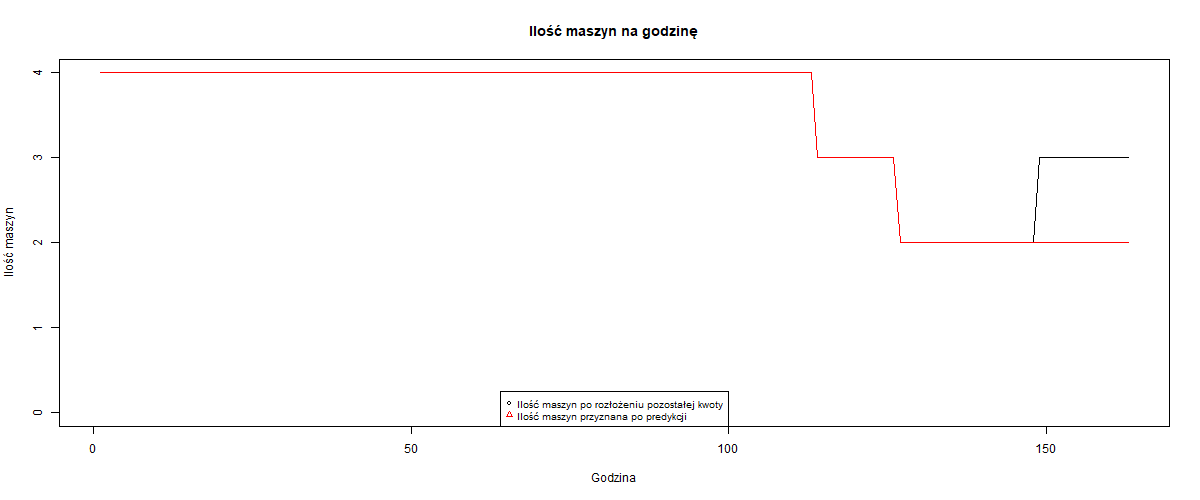 Ilość maszyn na godzinę
Ilość maszyn
4
3
2
1
0
Ilość maszyn po rozłożeniu pozostałej kwoty
Ilość maszyn przyznana po predykcji
0 50 100 150
Godzina